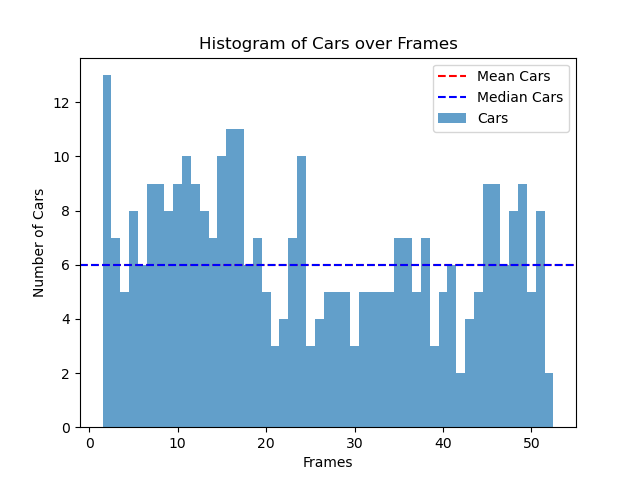 Histogram of Cars over Frames
Mean Cars
Median Cars
Cars
Number of Cars
12
10
8
6
4
2
0
0 10 20 30 40 50
Frames